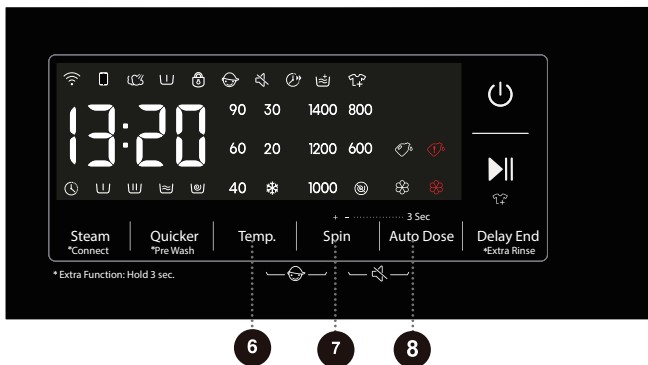 13:20
90 30 1400 800
60 20 1200 600
40 1000
+ - 3 Sec
Steam Quicker Temp. Spin Auto Dose Delay End
*Connect *Pre Wash *Extra Rinse
* Extra Function: Hold 3 sec.
6 7 8